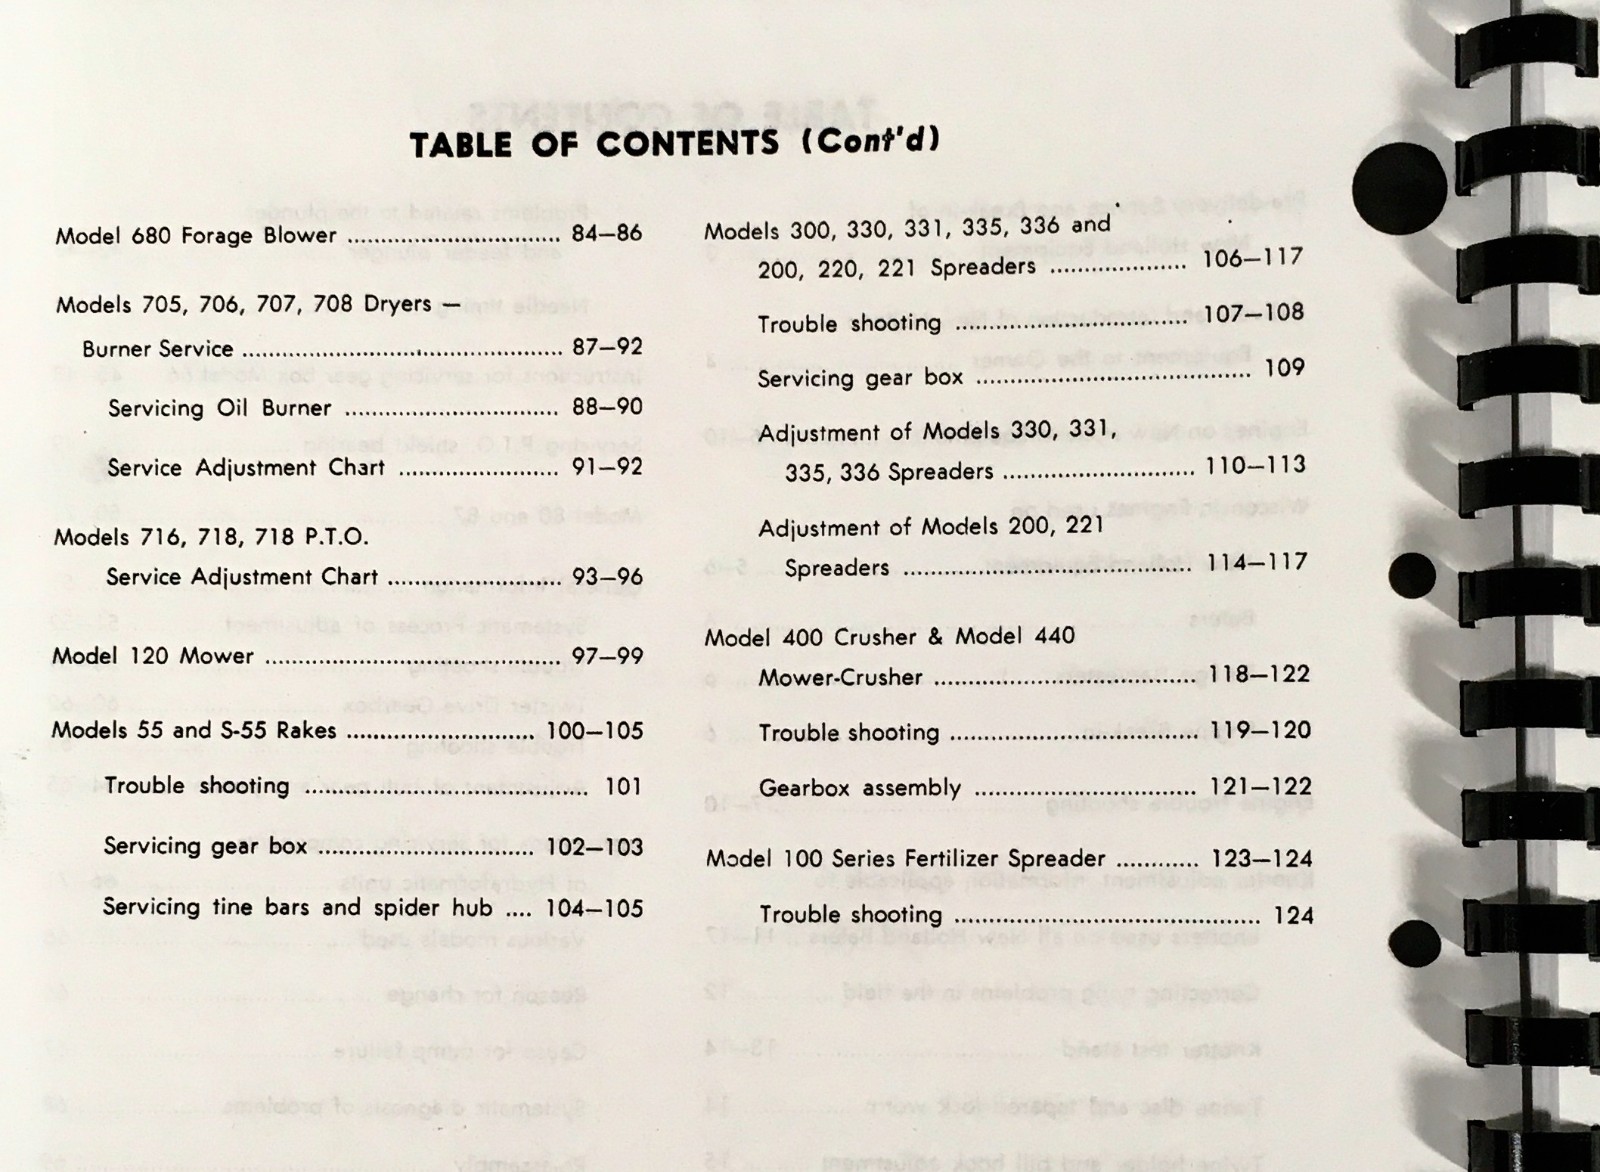 TABLE OF CONTENTS (Cont'd)
Model 680 Forage Blower ................................ 84—86
Models 705, 706, 707, 708 Dryers —
Burner Service ................................................ 87—92
Servicing Oil Burner ................................ 88—90
Service Adjustment Chart ........................ 91—92
Models 716, 718, 718 P.T.O.
Service Adjustment Chart .......................... 93—96
Model 120 Mower ............................................ 97—99
Models 55 and S-55 Rakes ............................ 100—105
Trouble shooting ........................................... 101
Servicing gear box ................................ 102—103
Servicing tine bars and spider hub .... 104—105
Models 300, 330, 331, 335, 336 and
200, 220, 221 Spreaders .................... 106—117
Trouble shooting ................................... 107—108
Servicing gear box ......................................... 109
Adjustment of Models 330, 331,
335, 336 Spreaders ............................. 110—113
Adjustment of Models 200, 221
Spreaders ........................................... 114—117
Model 400 Crusher & Model 440
Mower-Crusher ....................................... 118—122
Trouble shooting ..................................... 119—120
Gearbox assembly ................................. 121—122
Model 100 Series Fertilizer Spreader ............ 123—124
Trouble shooting .............................................. 124